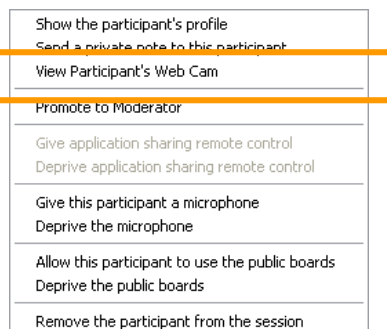 Show the participant's profile
Send a private note to this participant
View Participant's Web Cam
Promote to Moderator
Give application sharing remote control
Deprive application sharing remote control
Give this participant a microphone
Deprive the microphone
Allow this participant to use the public boards
Deprive the public boards
Remove the participant from the session